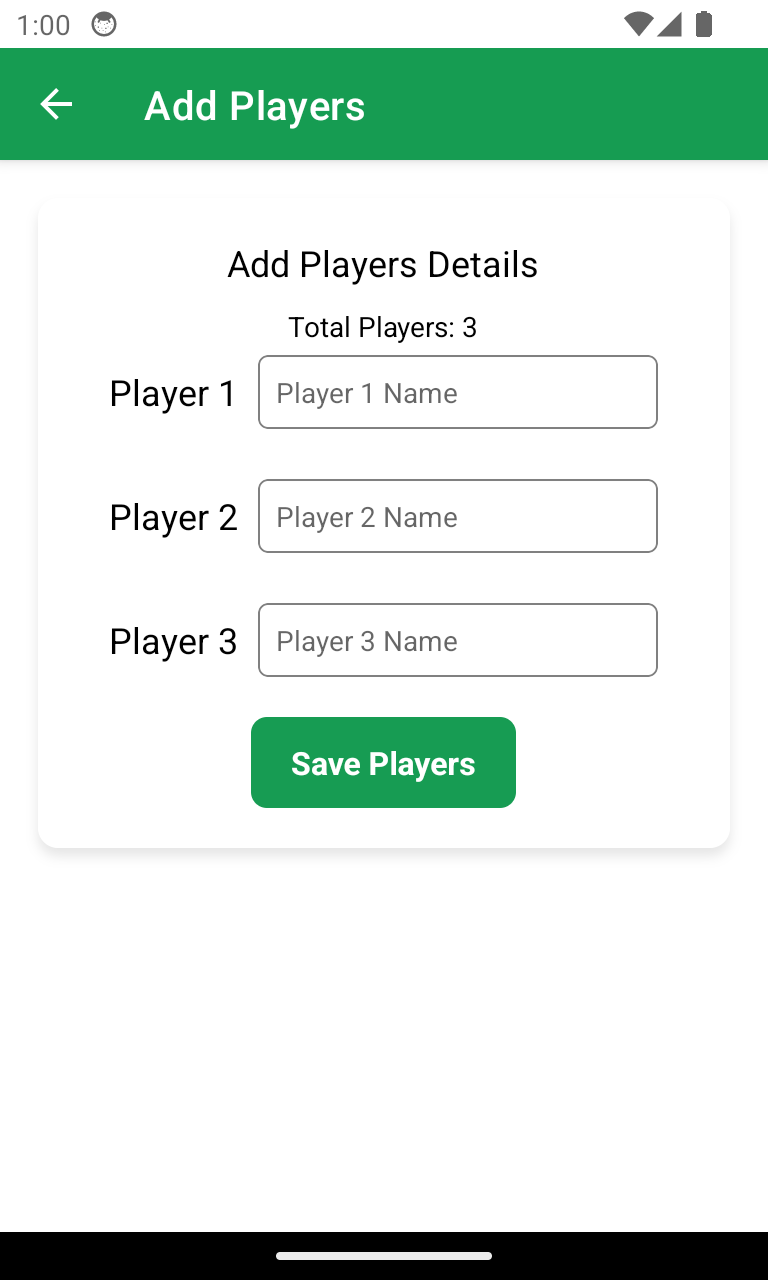 1:00
Add Players
Add Players Details
Total Players: 3
Player 1 Player 1 Name
Player 2 Player 2 Name
Player 3 Player 3 Name
Save Players